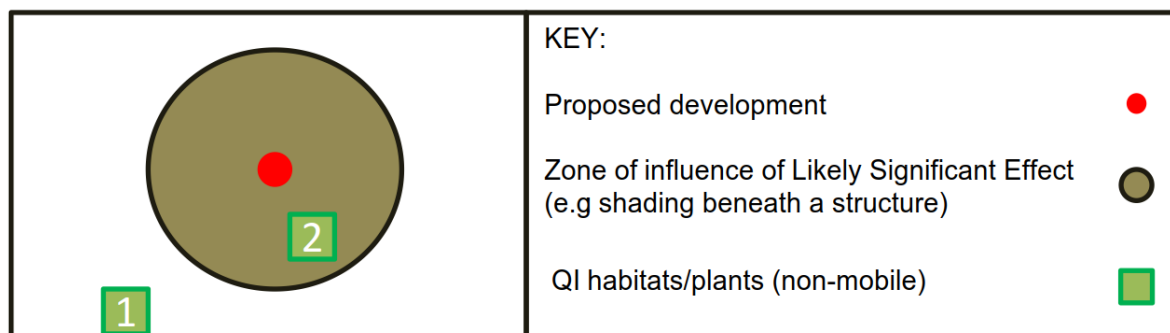 2
1
KEY:
Proposed development
Zone of influence of Likely Significant Effect
(e.g shading beneath a structure)
QI habitats/plants (non-mobile)